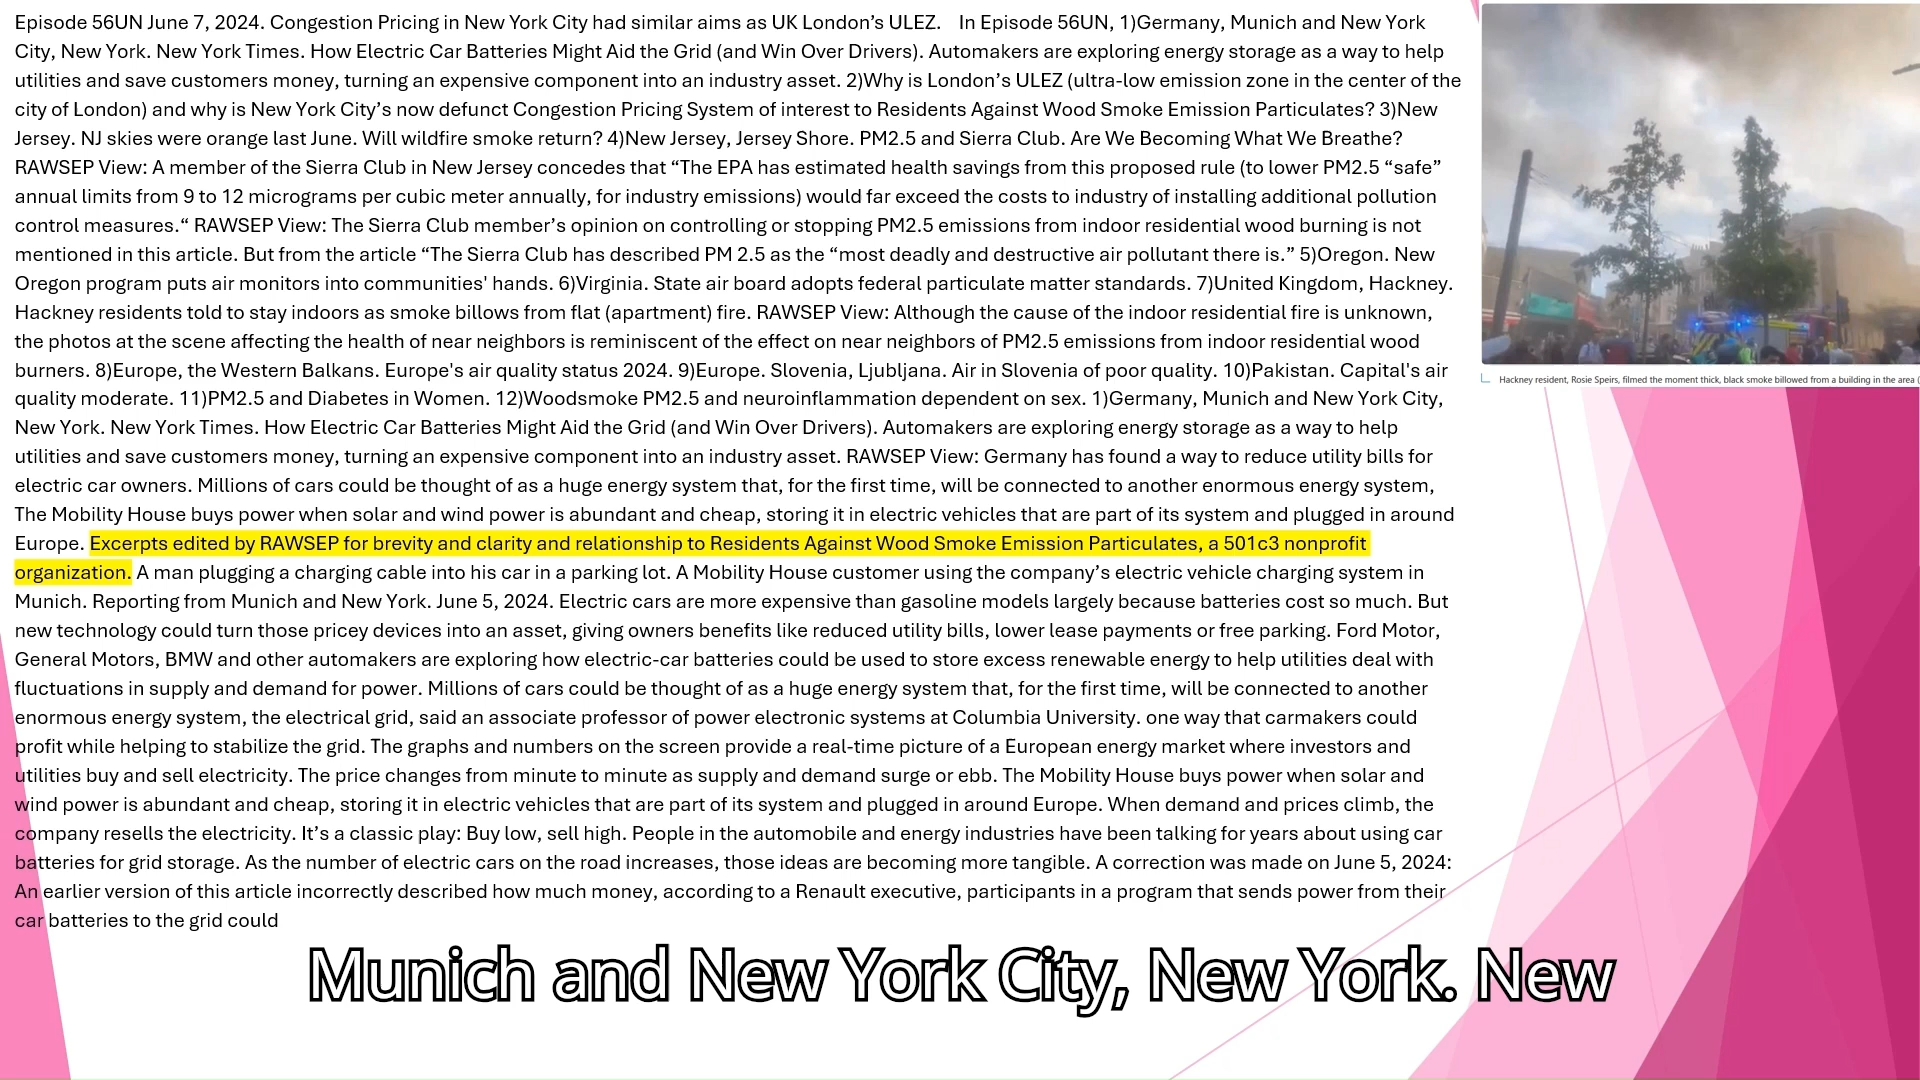 Episode 56UN June 7, 2024. Congestion Pricing in New York City had similar aims as UK London’s ULEZ.   In Episode 56UN, 1)Germany, Munich and New York
City, New York. New York Times. How Electric Car Batteries Might Aid the Grid (and Win Over Drivers). Automakers are exploring energy storage as a way to help
utilities and save customers money, turning an expensive component into an industry asset. 2)Why is London’s ULEZ (ultra-low emission zone in the center of the
city of London) and why is New York City’s now defunct Congestion Pricing System of interest to Residents Against Wood Smoke Emission Particulates? 3)New
Jersey. NJ skies were orange last June. Will wildfire smoke return? 4)New Jersey, Jersey Shore. PM2.5 and Sierra Club. Are We Becoming What We Breathe?
RAWSEP View: A member of the Sierra Club in New Jersey concedes that “The EPA has estimated health savings from this proposed rule (to lower PM2.5 “safe”
annual limits from 9 to 12 micrograms per cubic meter annually, for industry emissions) would far exceed the costs to industry of installing additional pollution
control measures.“ RAWSEP View: The Sierra Club member’s opinion on controlling or stopping PM2.5 emissions from indoor residential wood burning is not
mentioned in this article. But from the article “The Sierra Club has described PM 2.5 as the “most deadly and destructive air pollutant there is.” 5)Oregon. New
Oregon program puts air monitors into communities' hands. 6)Virginia. State air board adopts federal particulate matter standards. 7)United Kingdom, Hackney.
Hackney residents told to stay indoors as smoke billows from flat (apartment) fire. RAWSEP View: Although the cause of the indoor residential fire is unknown,
the photos at the scene affecting the health of near neighbors is reminiscent of the effect on near neighbors of PM2.5 emissions from indoor residential wood
burners. 8)Europe, the Western Balkans. Europe's air quality status 2024. 9)Europe. Slovenia, Ljubljana. Air in Slovenia of poor quality. 10)Pakistan. Capital's air
quality moderate. 11)PM2.5 and Diabetes in Women. 12)Woodsmoke PM2.5 and neuroinflammation dependent on sex. 1)Germany, Munich and New York City,
New York. New York Times. How Electric Car Batteries Might Aid the Grid (and Win Over Drivers). Automakers are exploring energy storage as a way to help
utilities and save customers money, turning an expensive component into an industry asset. RAWSEP View: Germany has found a way to reduce utility bills for
electric car owners. Millions of cars could be thought of as a huge energy system that, for the first time, will be connected to another enormous energy system,
The Mobility House buys power when solar and wind power is abundant and cheap, storing it in electric vehicles that are part of its system and plugged in around
Europe. Excerpts edited by RAWSEP for brevity and clarity and relationship to Residents Against Wood Smoke Emission Particulates, a 501c3 nonprofit
organization. A man plugging a charging cable into his car in a parking lot. A Mobility House customer using the company’s electric vehicle charging system in
Munich. Reporting from Munich and New York. June 5, 2024. Electric cars are more expensive than gasoline models largely because batteries cost so much. But
new technology could turn those pricey devices into an asset, giving owners benefits like reduced utility bills, lower lease payments or free parking. Ford Motor,
General Motors, BMW and other automakers are exploring how electric-car batteries could be used to store excess renewable energy to help utilities deal with
fluctuations in supply and demand for power. Millions of cars could be thought of as a huge energy system that, for the first time, will be connected to another
enormous energy system, the electrical grid, said an associate professor of power electronic systems at Columbia University. one way that carmakers could
profit while helping to stabilize the grid. The graphs and numbers on the screen provide a real-time picture of a European energy market where investors and
utilities buy and sell electricity. The price changes from minute to minute as supply and demand surge or ebb. The Mobility House buys power when solar and
wind power is abundant and cheap, storing it in electric vehicles that are part of its system and plugged in around Europe. When demand and prices climb, the
company resells the electricity. It’s a classic play: Buy low, sell high. People in the automobile and energy industries have been talking for years about using car
batteries for grid storage. As the number of electric cars on the road increases, those ideas are becoming more tangible. A correction was made on June 5, 2024:
An earlier version of this article incorrectly described how much money, according to a Renault executive, participants in a program that sends power from their
car batteries to the grid could
Hackney resident, Rosie Speirs, filmed the moment thick, black smoke billowed from a building in the area (
Munich and New York City, New York. New